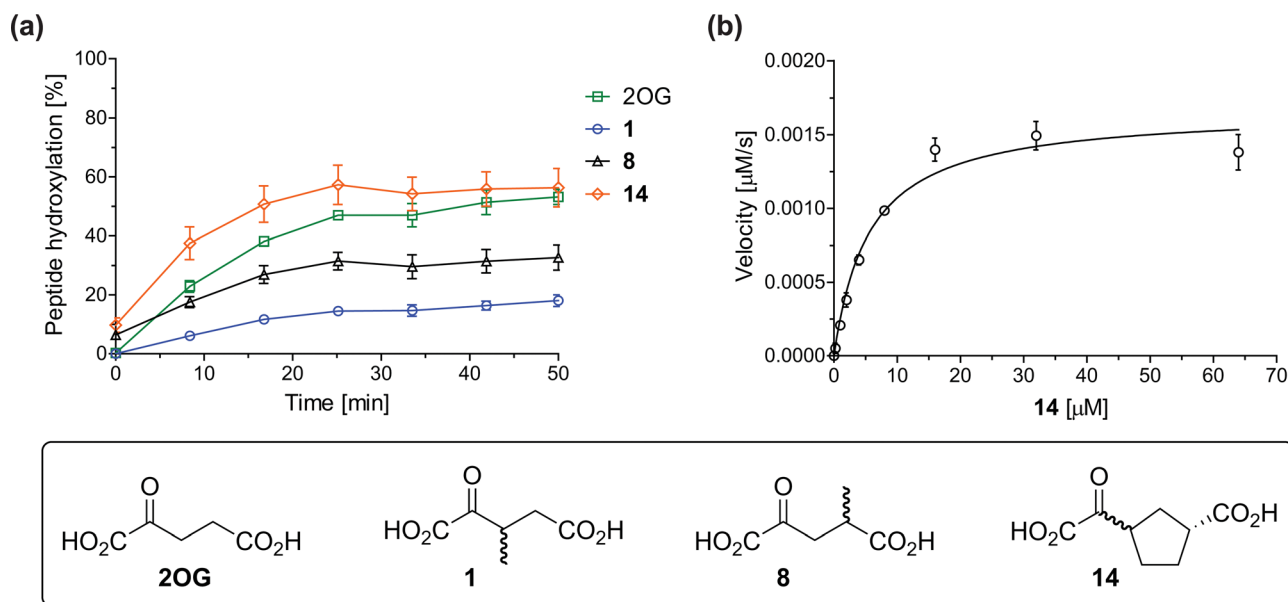 (a)
Peptide hydroxylation [%]
100
80
60
40
20
0
0 10 20 30 40 50
Time [min]
2OG
1
8
14
(b)
Velocity [µM/s]
0.0020
0.0015
0.0010
0.0005
0.0000
0 10 20 30 40 50 60 70
14 [µM]
O
HO2C CO2H
2OG
O
HO2C CO2H
1
O
HO2C CO2H
8
O
HO2C CO2H
14